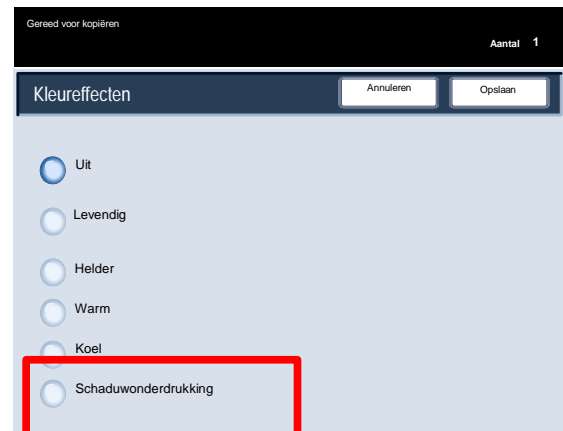 Gereed voor kopiëren
Aantal 1
Kleureffecten
Annuleren
Opslaan
Uit
Levendig
Helder
Warm
Koel
Schaduwonderdrukking